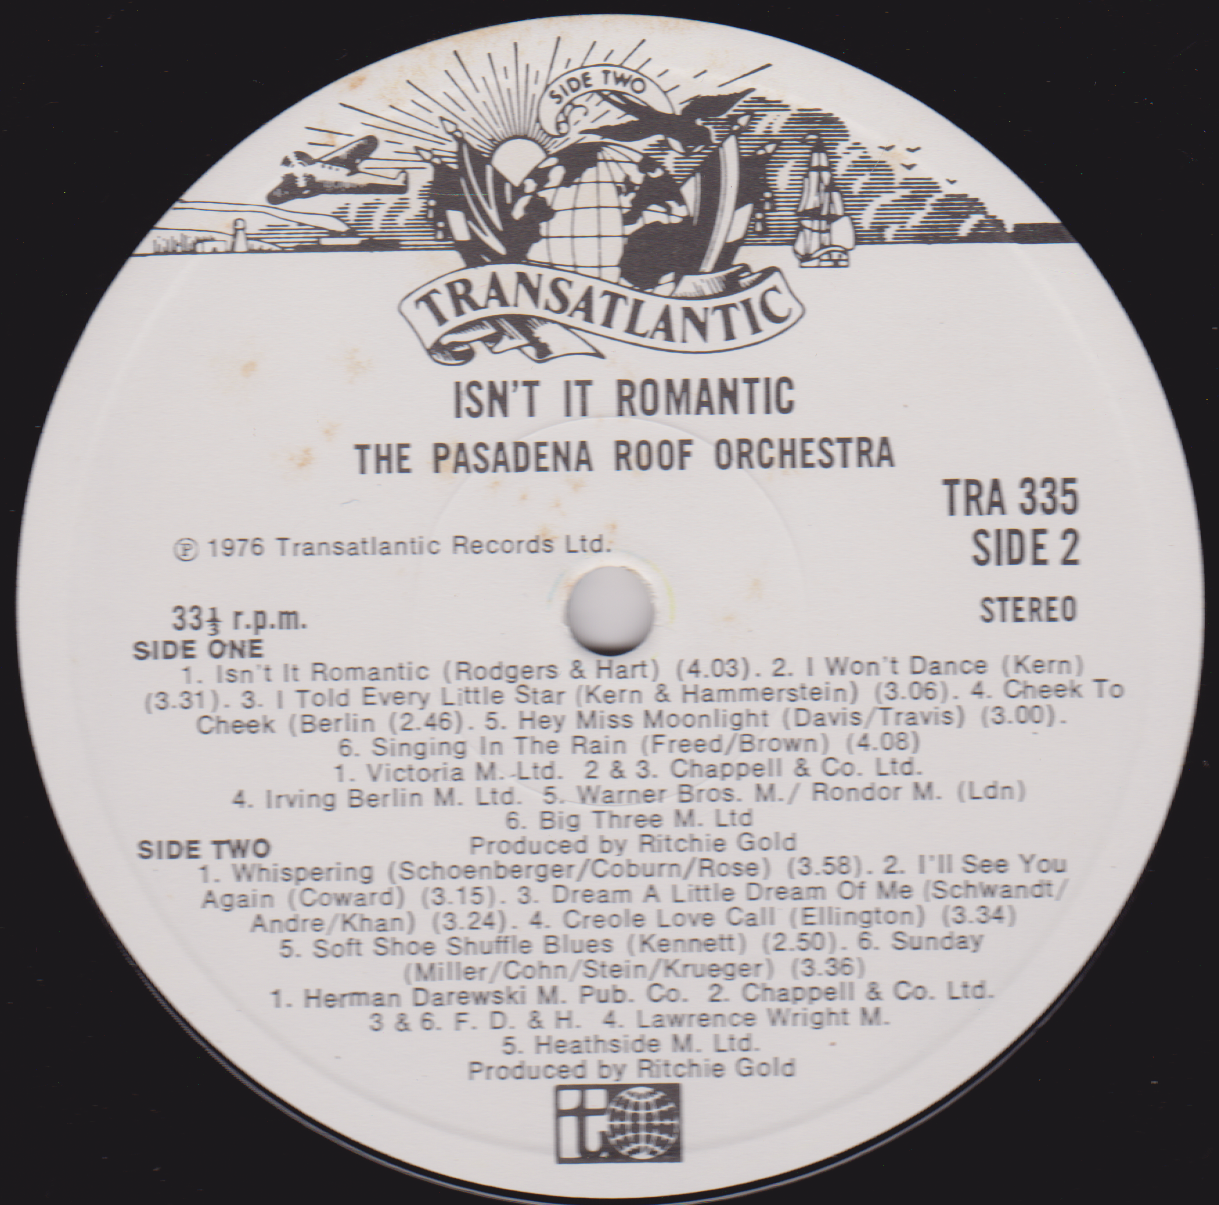 SIDE TWO
TRANSATLANTIC
ISN'T IT ROMANTIC
THE PASADENA ROOF ORCHESTRA
TRA 335
SIDE 2
Ⓟ 1976 Transatlantic Records Ltd.
33⅓ r.p.m.
STEREO
SIDE ONE
1. Isn't It Romantic (Rodgers & Hart) (4.03). 2. I Won't Dance (Kern)
(3.31). 3. I Told Every Little Star (Kern & Hammerstein) (3.06). 4. Cheek To
Cheek (Berlin (2.46). 5. Hey Miss Moonlight (Davis/Travis) (3.00).
6. Singing In The Rain (Freed/Brown) (4.08)
1. Victoria M. Ltd. 2 & 3. Chappell & Co. Ltd.
4. Irving Berlin M. Ltd. 5. Warner Bros. M./ Rondor M. (Ldn)
6. Big Three M. Ltd
Produced by Ritchie Gold
SIDE TWO
1. Whispering (Schoenberger/Coburn/Rose) (3.58). 2. I'll See You
Again (Coward) (3.15). 3. Dream A Little Dream Of Me (Schwandt/
Andre/Khan) (3.24). 4. Creole Love Call (Ellington) (3.34)
5. Soft Shoe Shuffle Blues (Kennett) (2.50). 6. Sunday
(Miller/Cohn/Stein/Krueger) (3.36)
1. Herman Darewski M. Pub. Co. 2. Chappell & Co. Ltd.
3 & 6. F. D. & H. 4. Lawrence Wright M.
5. Heathside M. Ltd.
Produced by Ritchie Gold
it